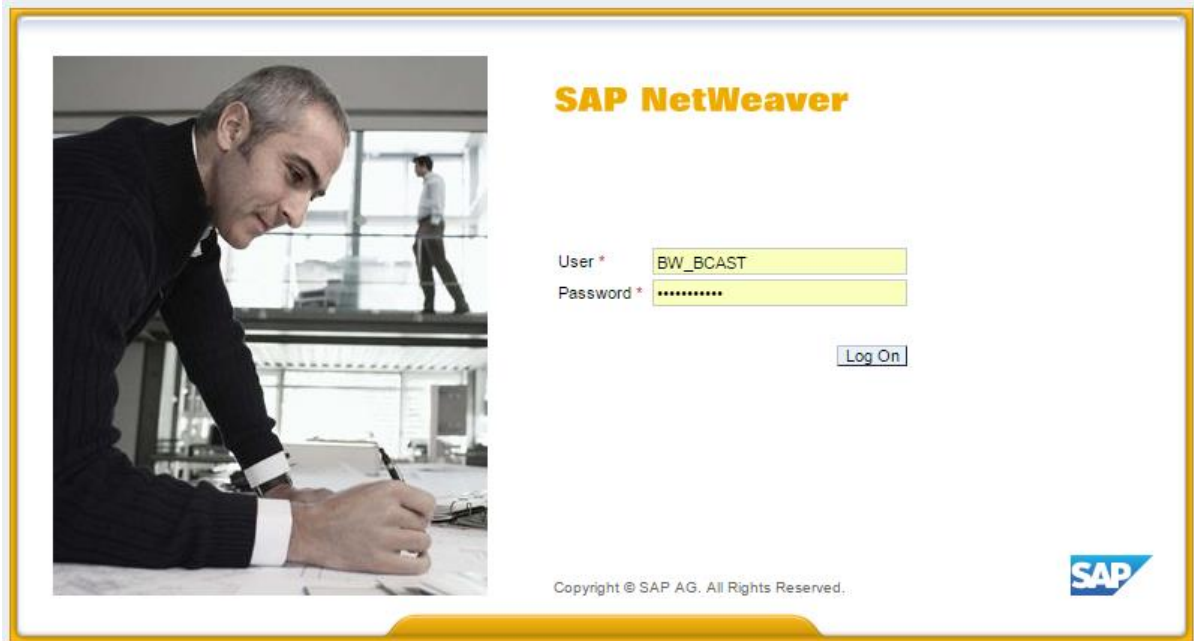 SAP NetWeaver
User * BW_BCAST
Password * •••••••••••
Log On
Copyright © SAP AG. All Rights Reserved.
SAP